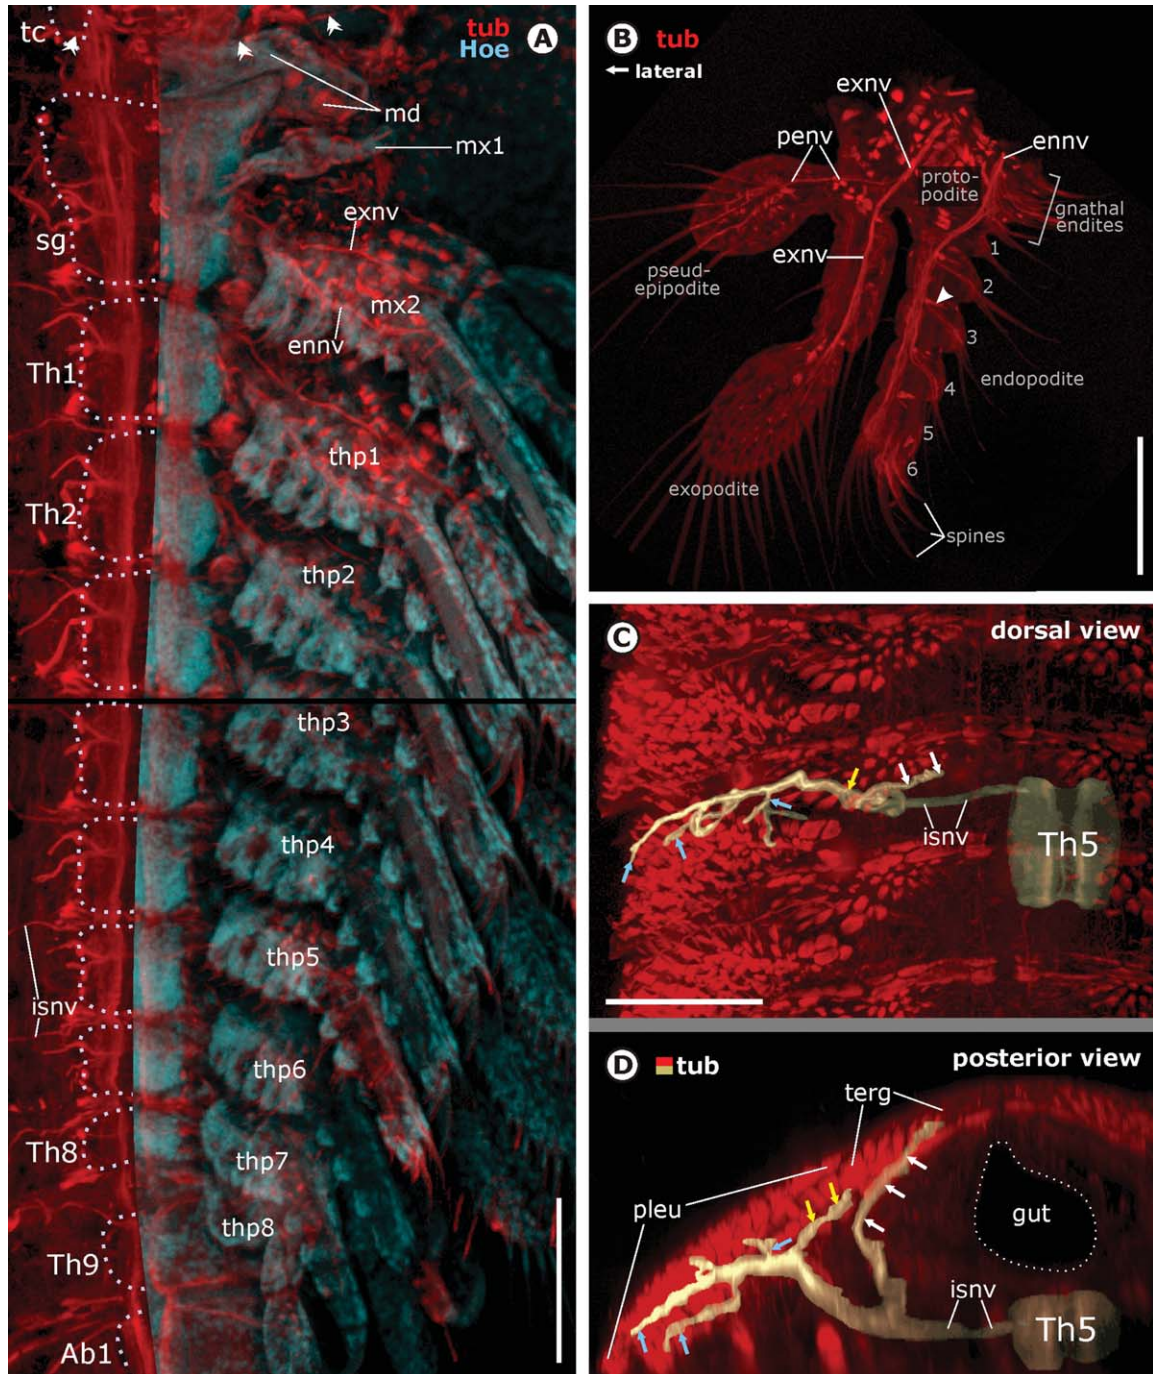 tc
tub
Hoe
A
md
mx1
exnv
sg
mx2
ennv
Th1
thp1
Th2
thp2
thp3
thp4
thp5
isnv
thp6
Th8
thp7
thp8
Th9
Ab1
B tub
lateral
exnv
penv
ennv
proto-
podite
gnathal
endites
exnv
1
pseud-
epipodite
2
3
endopodite
4
5
6
exopodite
spines
C
dorsal view
isnv
Th5
D tub
posterior view
terg
pleu
gut
isnv
Th5